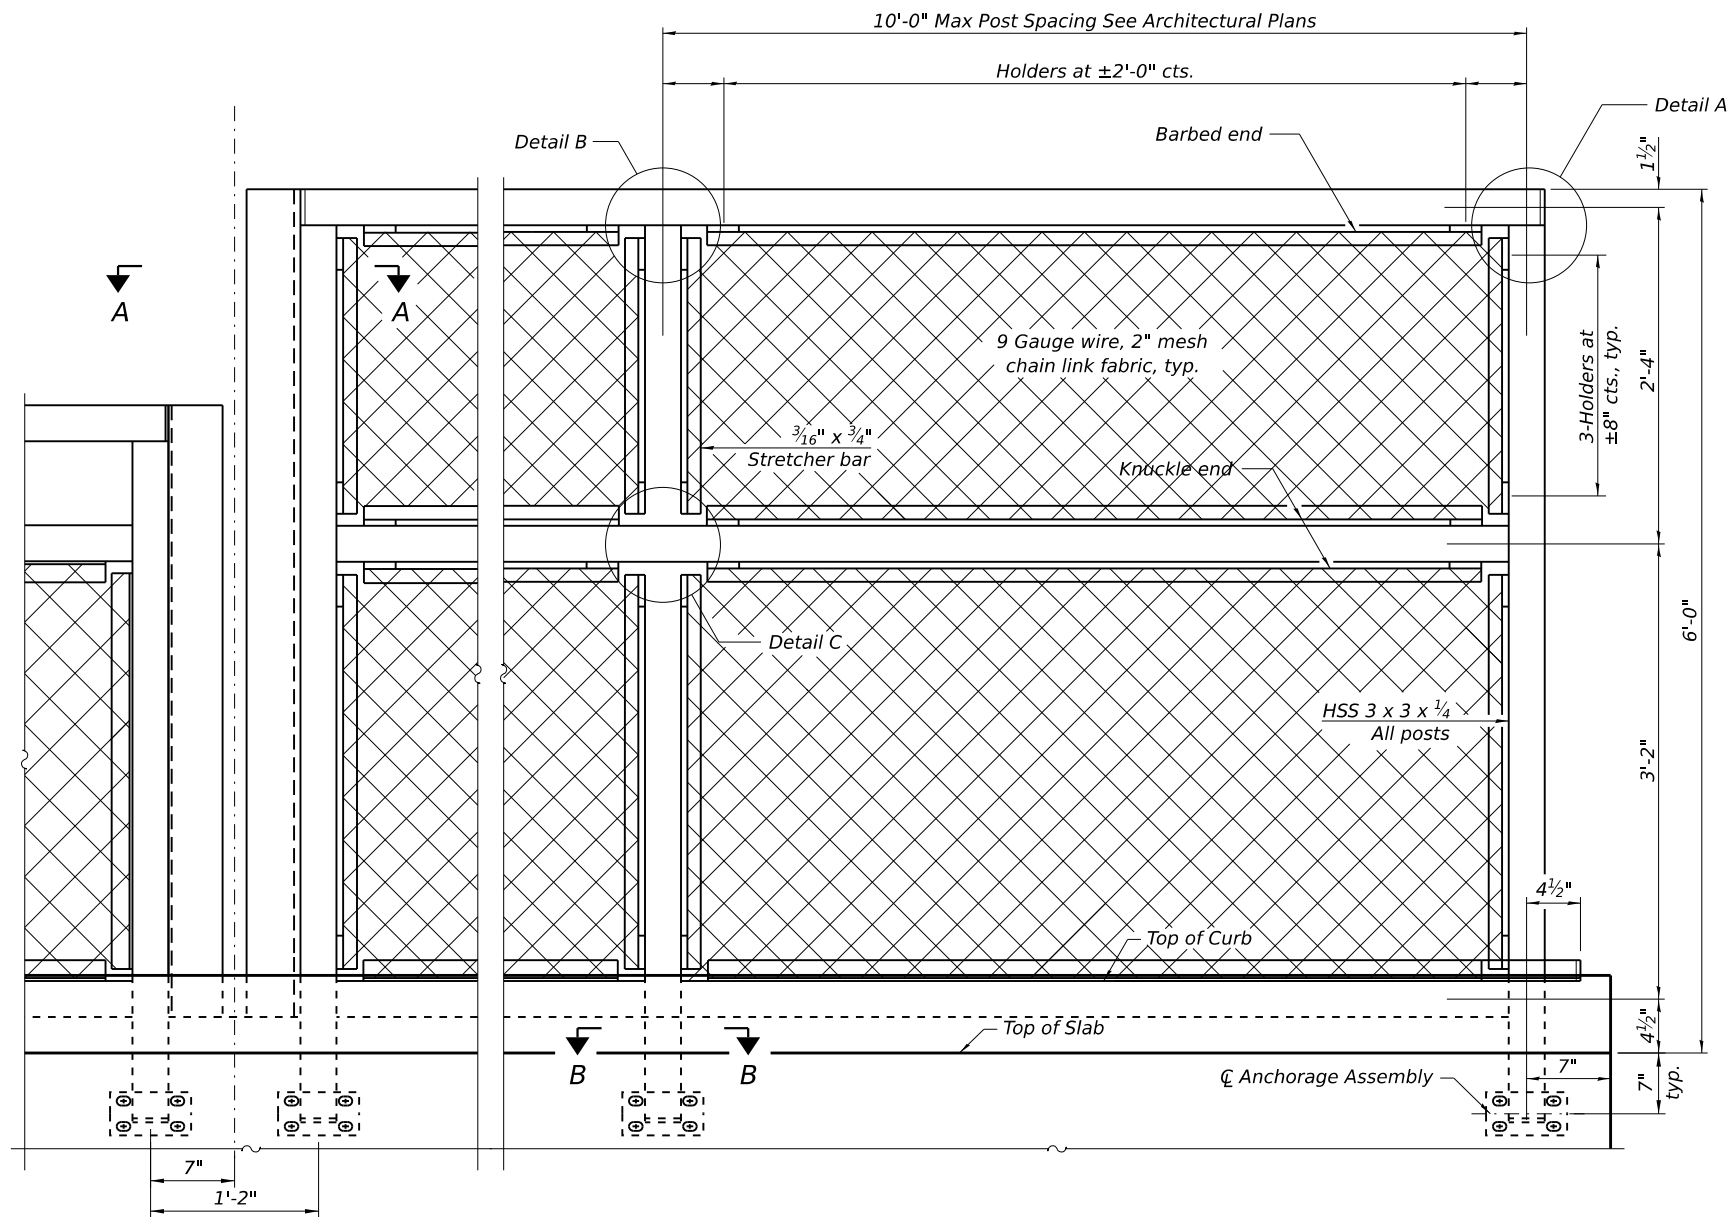 10'-0" Max Post Spacing See Architectural Plans
Holders at ±2'-0" cts.
Detail A
Detail B
Barbed end
1½"
A
A
9 Gauge wire, 2" mesh
chain link fabric, typ.
3-Holders at
±8" cts., typ.
2'-4"
3⁄16" x ¾"
Stretcher bar
Knuckle end
6'-0"
Detail C
HSS 3 x 3 x ¼
All posts
3'-2"
4½"
Top of Curb
Top of Slab
4½"
B
B
℄ Anchorage Assembly
7"
7"
typ.
7"
1'-2"